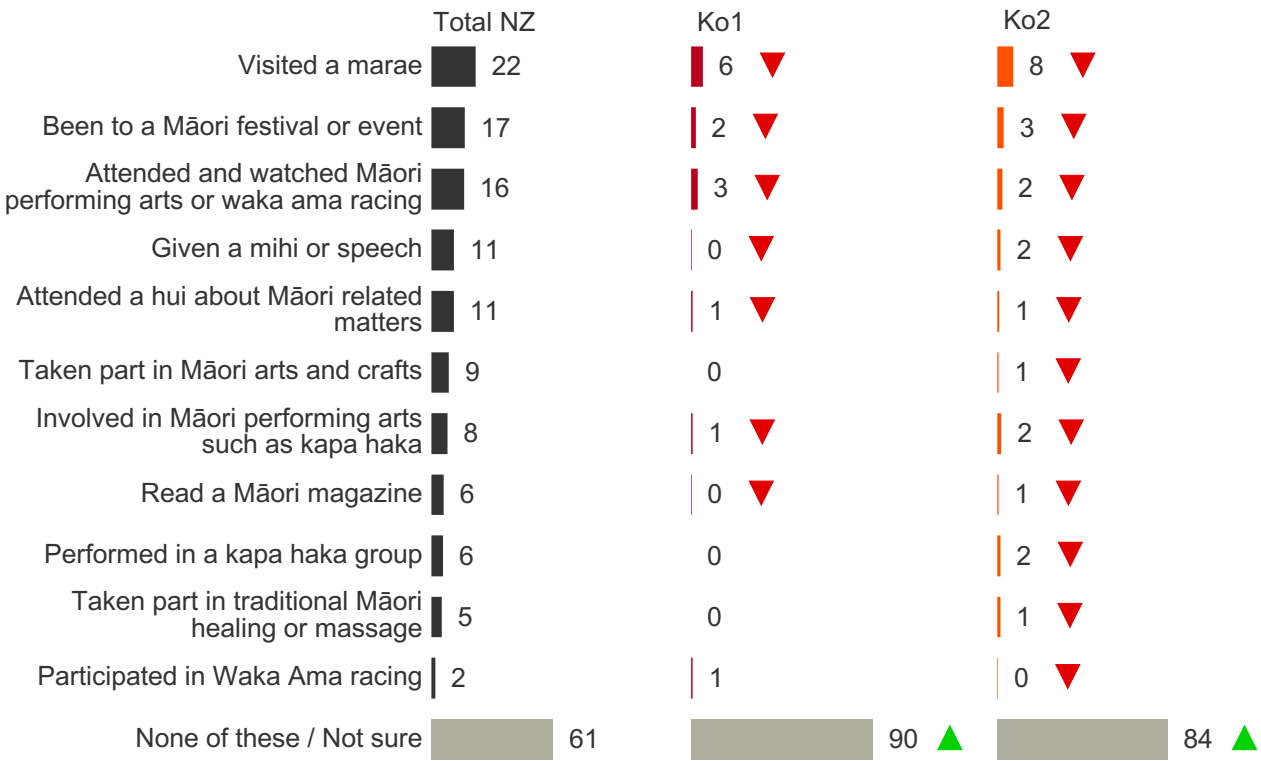 Total NZ Ko1 Ko2
Visited a marae 22 6 ▼ 8 ▼
Been to a Māori festival or event 17 2 ▼ 3 ▼
Attended and watched Māori
performing arts or waka ama racing 16 3 ▼ 2 ▼
Given a mihi or speech 11 0 ▼ 2 ▼
Attended a hui about Māori related
matters 11 1 ▼ 1 ▼
Taken part in Māori arts and crafts 9 0 1 ▼
Involved in Māori performing arts
such as kapa haka 8 1 ▼ 2 ▼
Read a Māori magazine 6 0 ▼ 1 ▼
Performed in a kapa haka group 6 0 2 ▼
Taken part in traditional Māori
healing or massage 5 0 1 ▼
Participated in Waka Ama racing 2 1 0 ▼
None of these / Not sure 61 90 ▲ 84 ▲